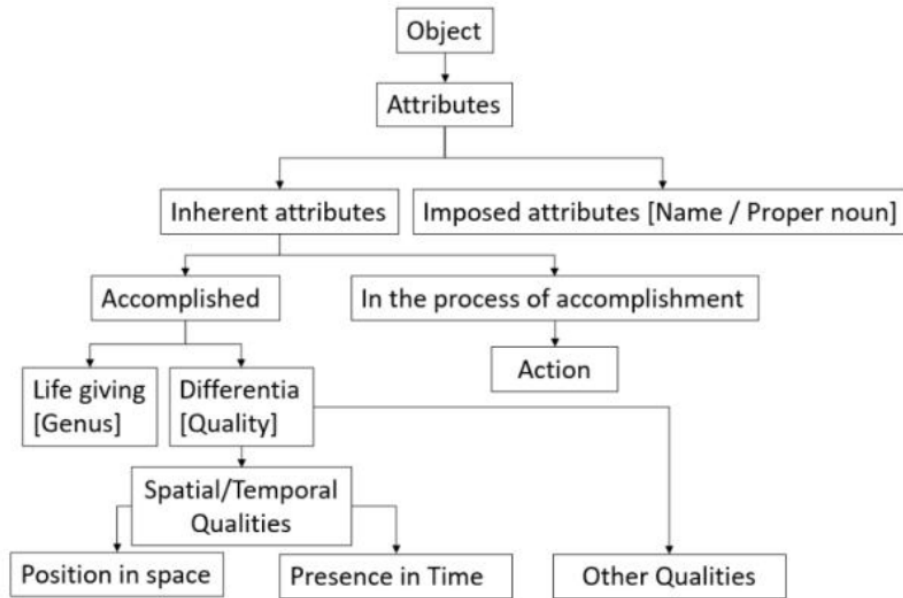 Object
Attributes
Inherent attributes
Imposed attributes [Name / Proper noun]
Accomplished
In the process of accomplishment
Life giving
[Genus]
Differentia
[Quality]
Action
Spatial/Temporal
Qualities
Position in space
Presence in Time
Other Qualities